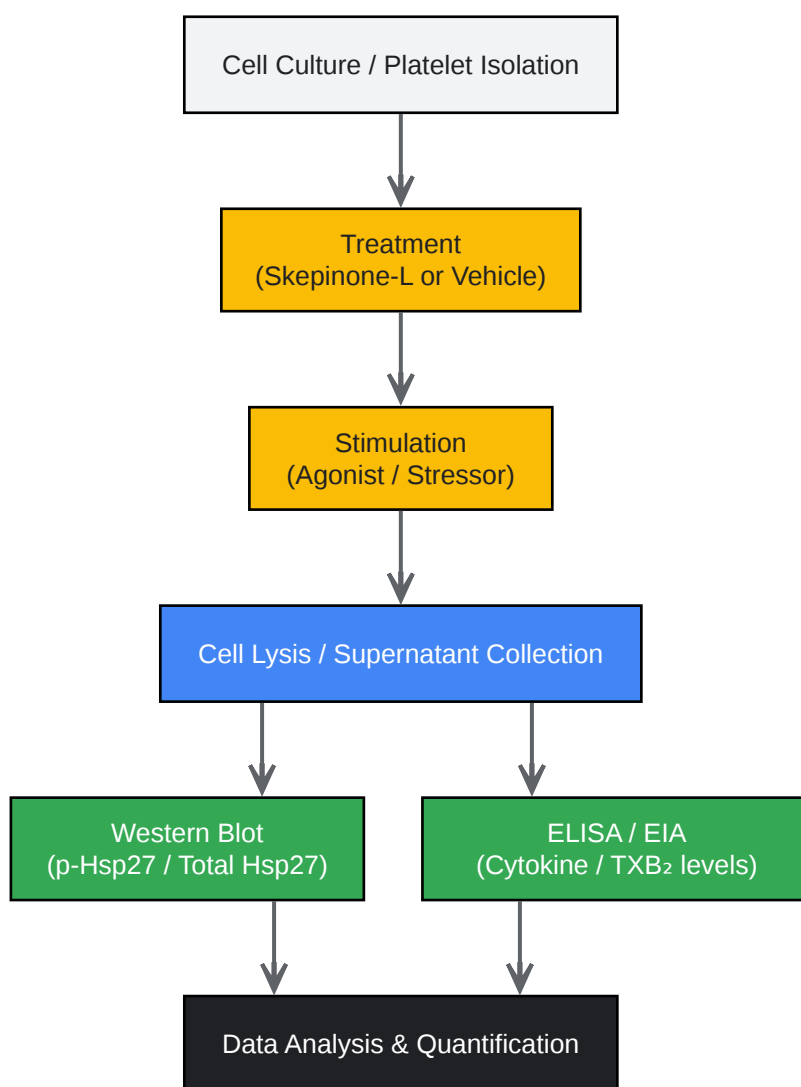 Cell Culture / Platelet Isolation
Treatment
(Skepinone-L or Vehicle)
Stimulation
(Agonist / Stressor)
Cell Lysis / Supernatant Collection
Western Blot
(p-Hsp27 / Total Hsp27)
ELISA / EIA
(Cytokine / TXB₂ levels)
Data Analysis & Quantification